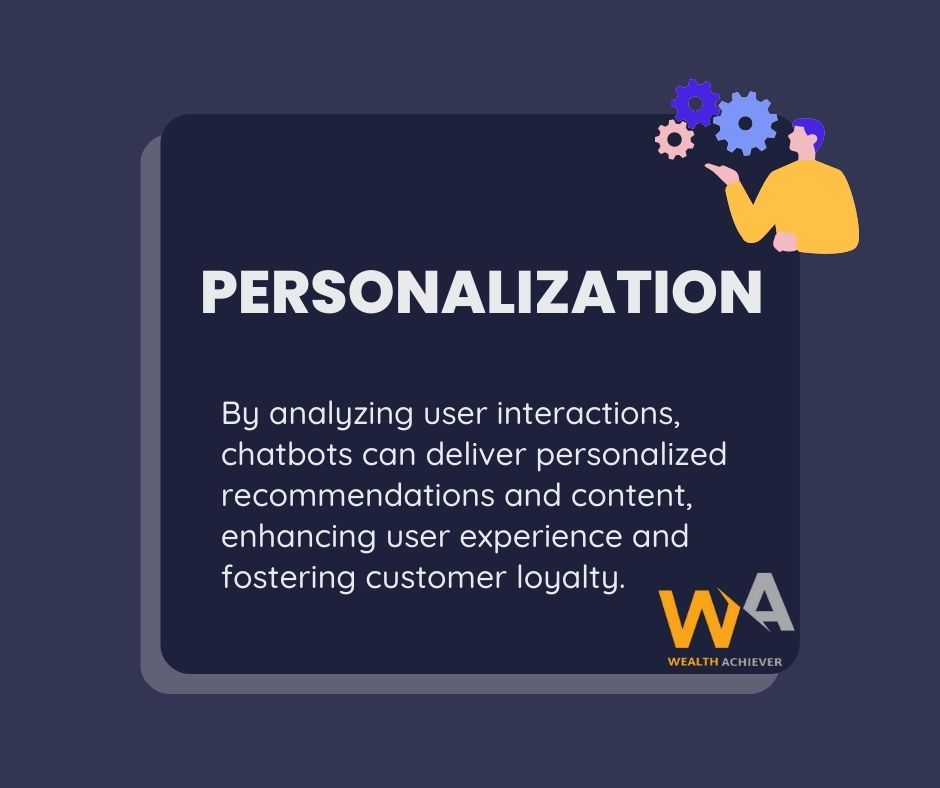 PERSONALIZATION
By analyzing user interactions,
chatbots can deliver personalized
recommendations and content,
enhancing user experience and
fostering customer loyalty.
WA
WEALTH ACHIEVER